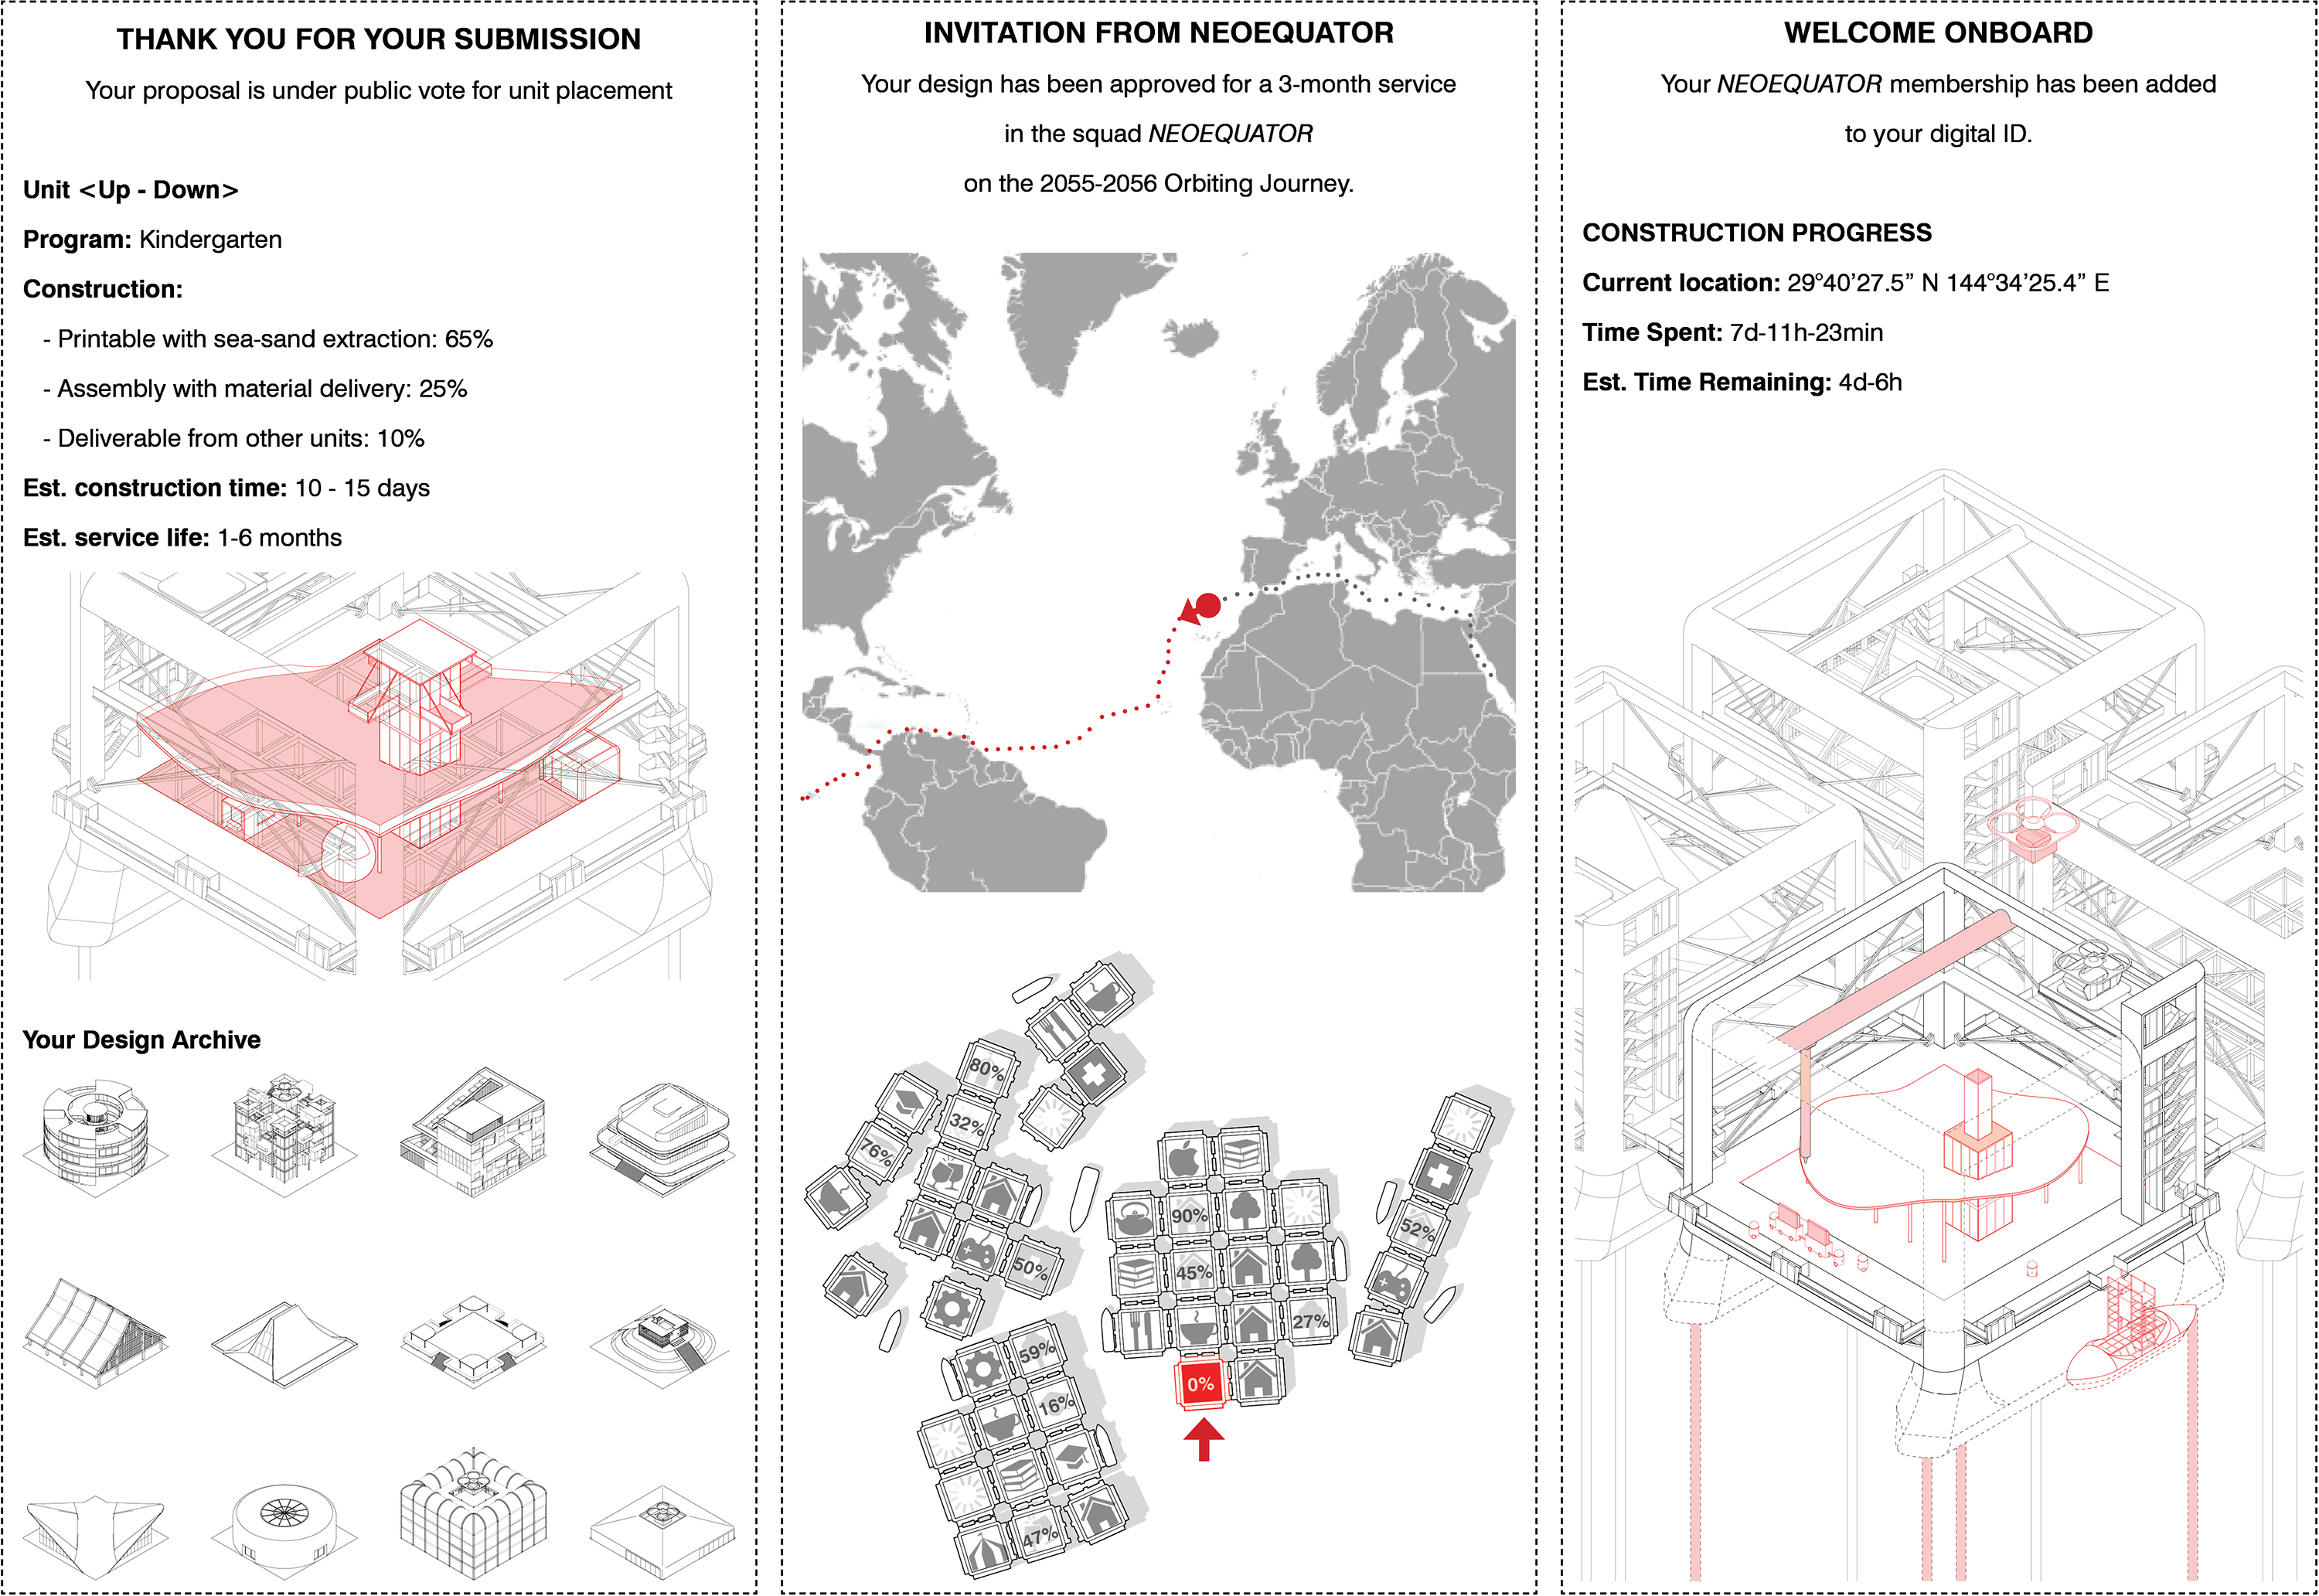 THANK YOU FOR YOUR SUBMISSION
Your proposal is under public vote for unit placement
Unit <Up - Down>
Program: Kindergarten
Construction:
- Printable with sea-sand extraction: 65%
- Assembly with material delivery: 25%
- Deliverable from other units: 10%
Est. construction time: 10 - 15 days
Est. service life: 1-6 months
Your Design Archive
INVITATION FROM NEOEQUATOR
Your design has been approved for a 3-month service
in the squad NEOEQUATOR
on the 2055-2056 Orbiting Journey.
80%
32%
76%
50%
90%
45%
27%
0%
52%
59%
16%
47%
WELCOME ONBOARD
Your NEOEQUATOR membership has been added
to your digital ID.
CONSTRUCTION PROGRESS
Current location: 29°40’27.5” N 144°34’25.4” E
Time Spent: 7d-11h-23min
Est. Time Remaining: 4d-6h